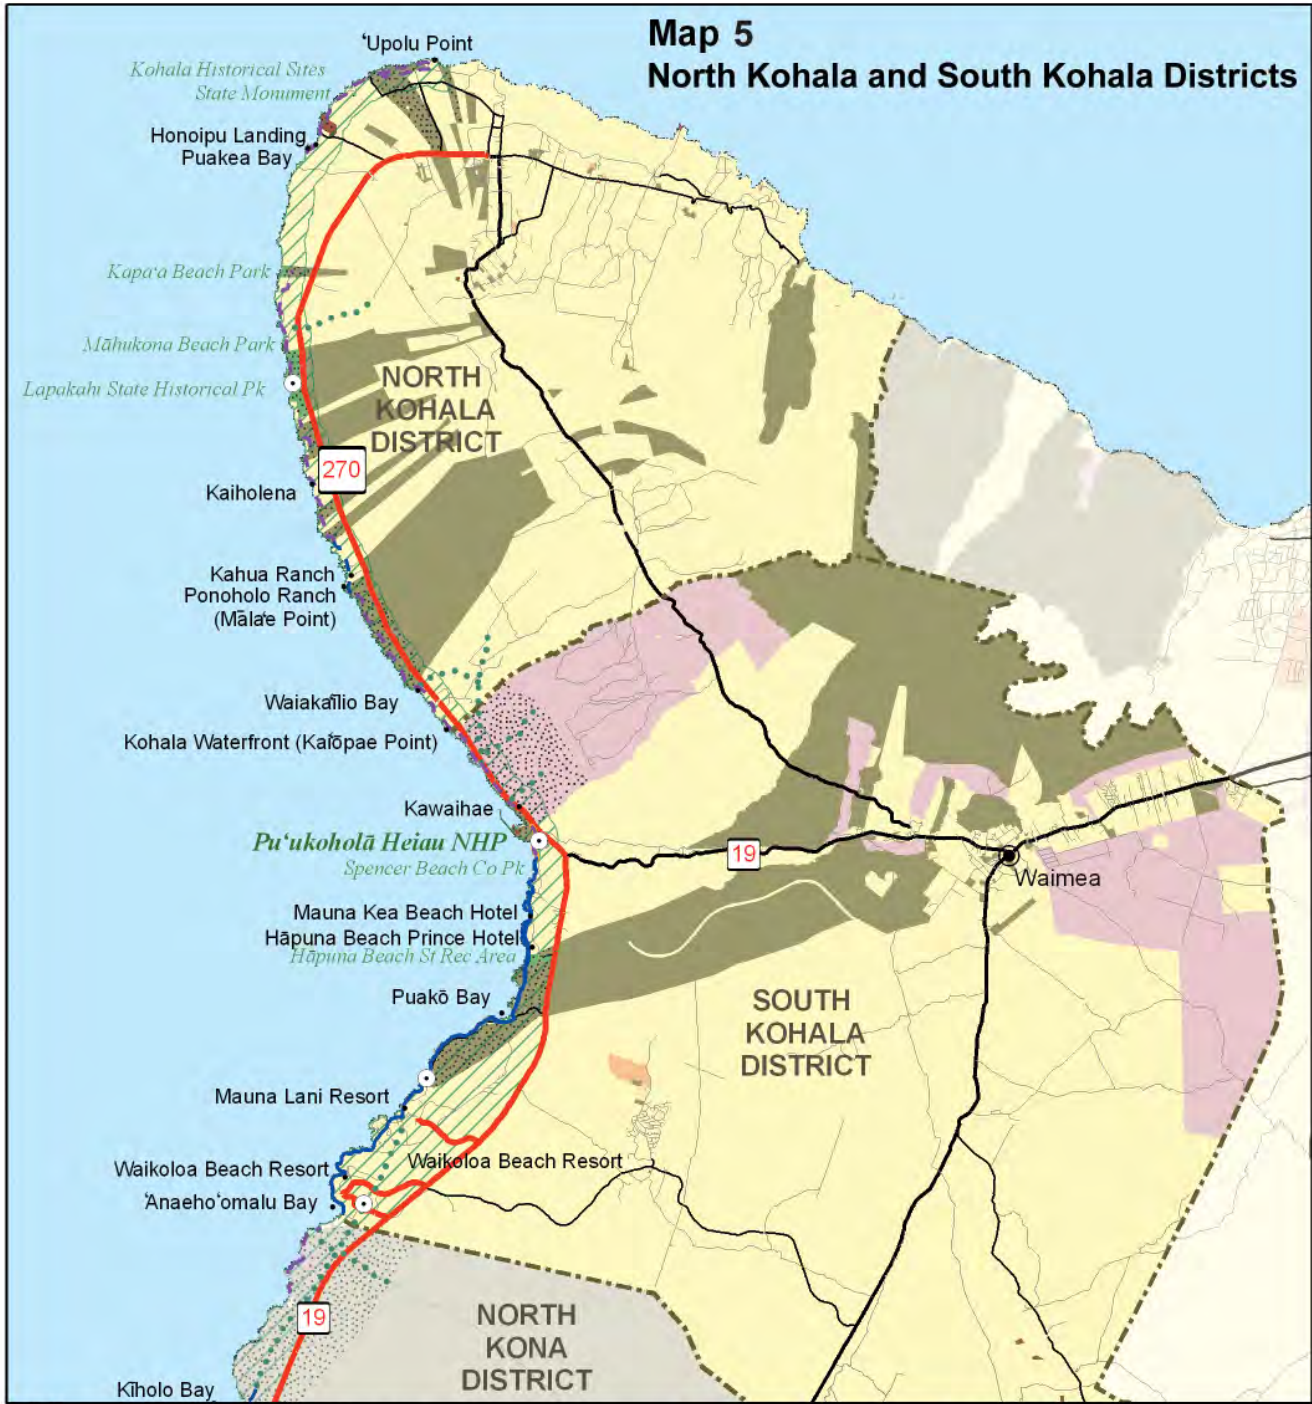 Map 5
North Kohala and South Kohala Districts
ʻUpolu Point
Kohala Historical Sites
State Monument
Honoipu Landing
Puakea Bay
Kapaʻa Beach Park
Māhukona Beach Park
Lapakahi State Historical Pk
NORTH
KOHALA
DISTRICT
270
Kaiholena
Kahua Ranch
Ponoholo Ranch
(Mālaʻe Point)
Waiakaʻīlio Bay
Kohala Waterfront (Kaiʻōpae Point)
Kawaihae
Puʻukoholā Heiau NHP
Spencer Beach Co Pk
19
Waimea
Mauna Kea Beach Hotel
Hāpuna Beach Prince Hotel
Hāpuna Beach St Rec Area
Puakō Bay
SOUTH
KOHALA
DISTRICT
Mauna Lani Resort
Waikoloa Beach Resort
Waikoloa Beach Resort
ʻAnaehoʻomalu Bay
19
NORTH
KONA
DISTRICT
Kīholo Bay